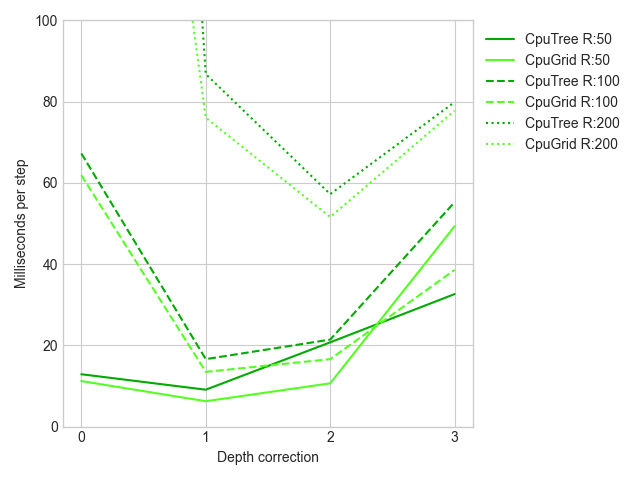 100
80
60
40
20
0
Milliseconds per step
0 1 2 3
Depth correction
CpuTree R:50
CpuGrid R:50
CpuTree R:100
CpuGrid R:100
CpuTree R:200
CpuGrid R:200